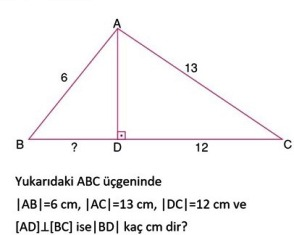 A
6
13
B
?
D
12
C
Yukarıdaki ABC üçgeninde
|AB|=6 cm, |AC|=13 cm, |DC|=12 cm ve
[AD]⊥[BC] ise|BD| kaç cm dir?